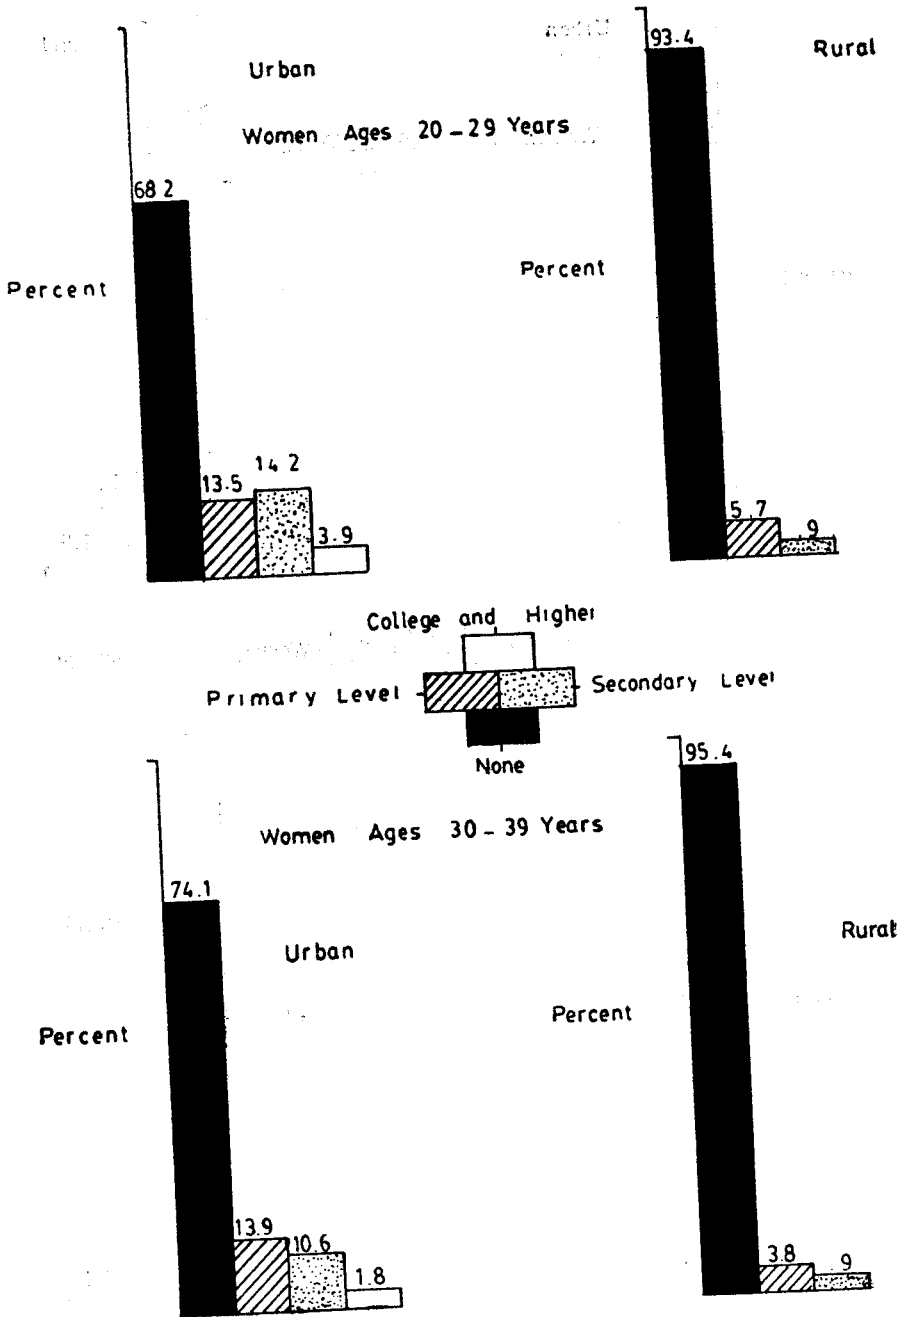 Urban
Rural
Women Ages 20-29 Years
93.4
68 2
Percent
Percent
13.5
14 2
3.9
5.7
.9
College and Higher
Primary Level
Secondary Level
None
95.4
Women Ages 30-39 Years
74.1
Urban
Rural
Percent
Percent
13.9
10.6
1.8
3.8
.9